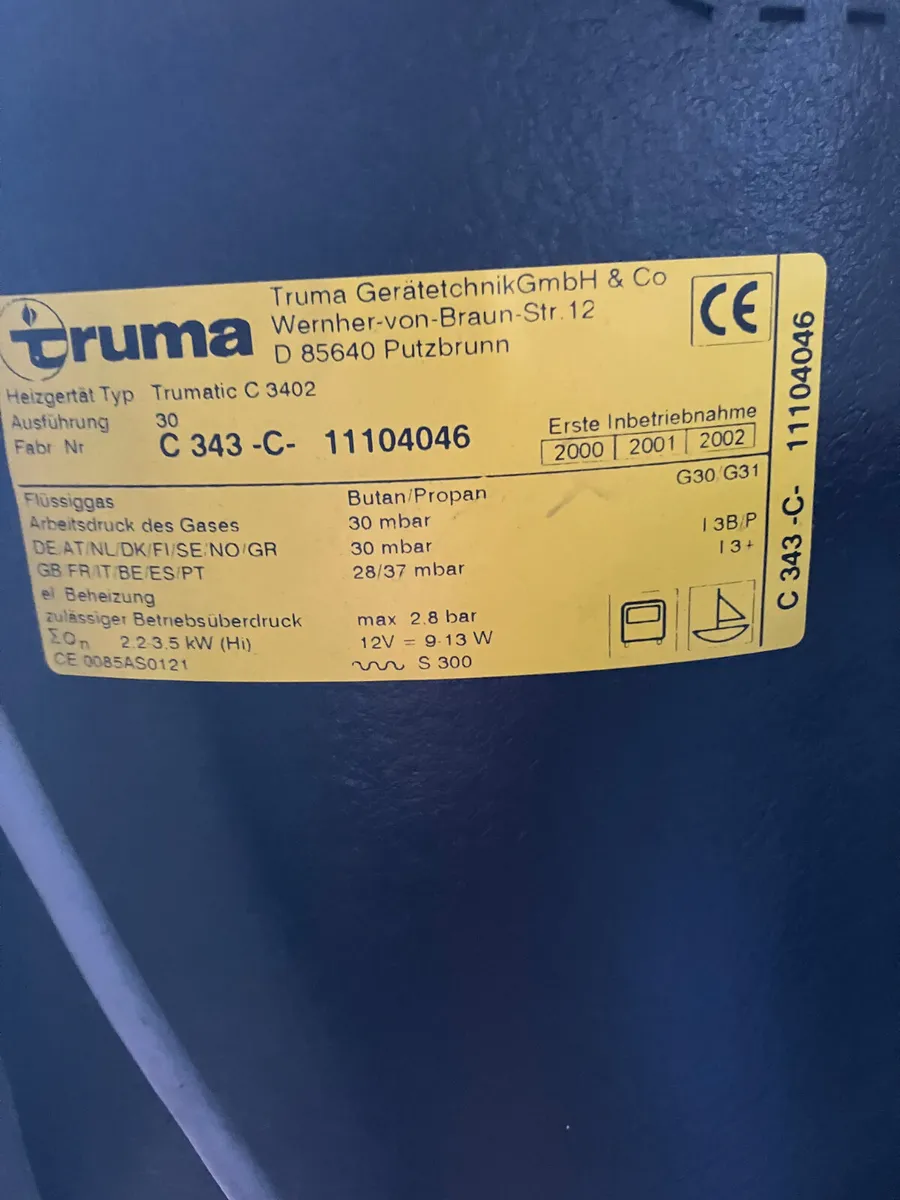 truma
Truma GerätetchnikGmbH & Co
Wernher-von-Braun-Str.12
D 85640 Putzbrunn
CE
Heizgertät Typ Trumatic C 3402
Ausführung 30
Fabr Nr C 343 -C- 11104046
Erste Inbetriebnahme
2000 2001 2002
Flüssiggas Butan/Propan G30/G31
Arbeitsdruck des Gases 30 mbar
DE/AT/NL/DK/FI/SE/NO/GR 30 mbar I 3B/P
GB/FR/IT/BE/ES/PT 28/37 mbar I 3+
el Beheizung
zulässiger Betriebsüberdruck max 2.8 bar
ΣQn 2.2-3.5 kW (Hi) 12V = 9-13 W
CE 0085AS0121 S 300
C 343 -C- 11104046